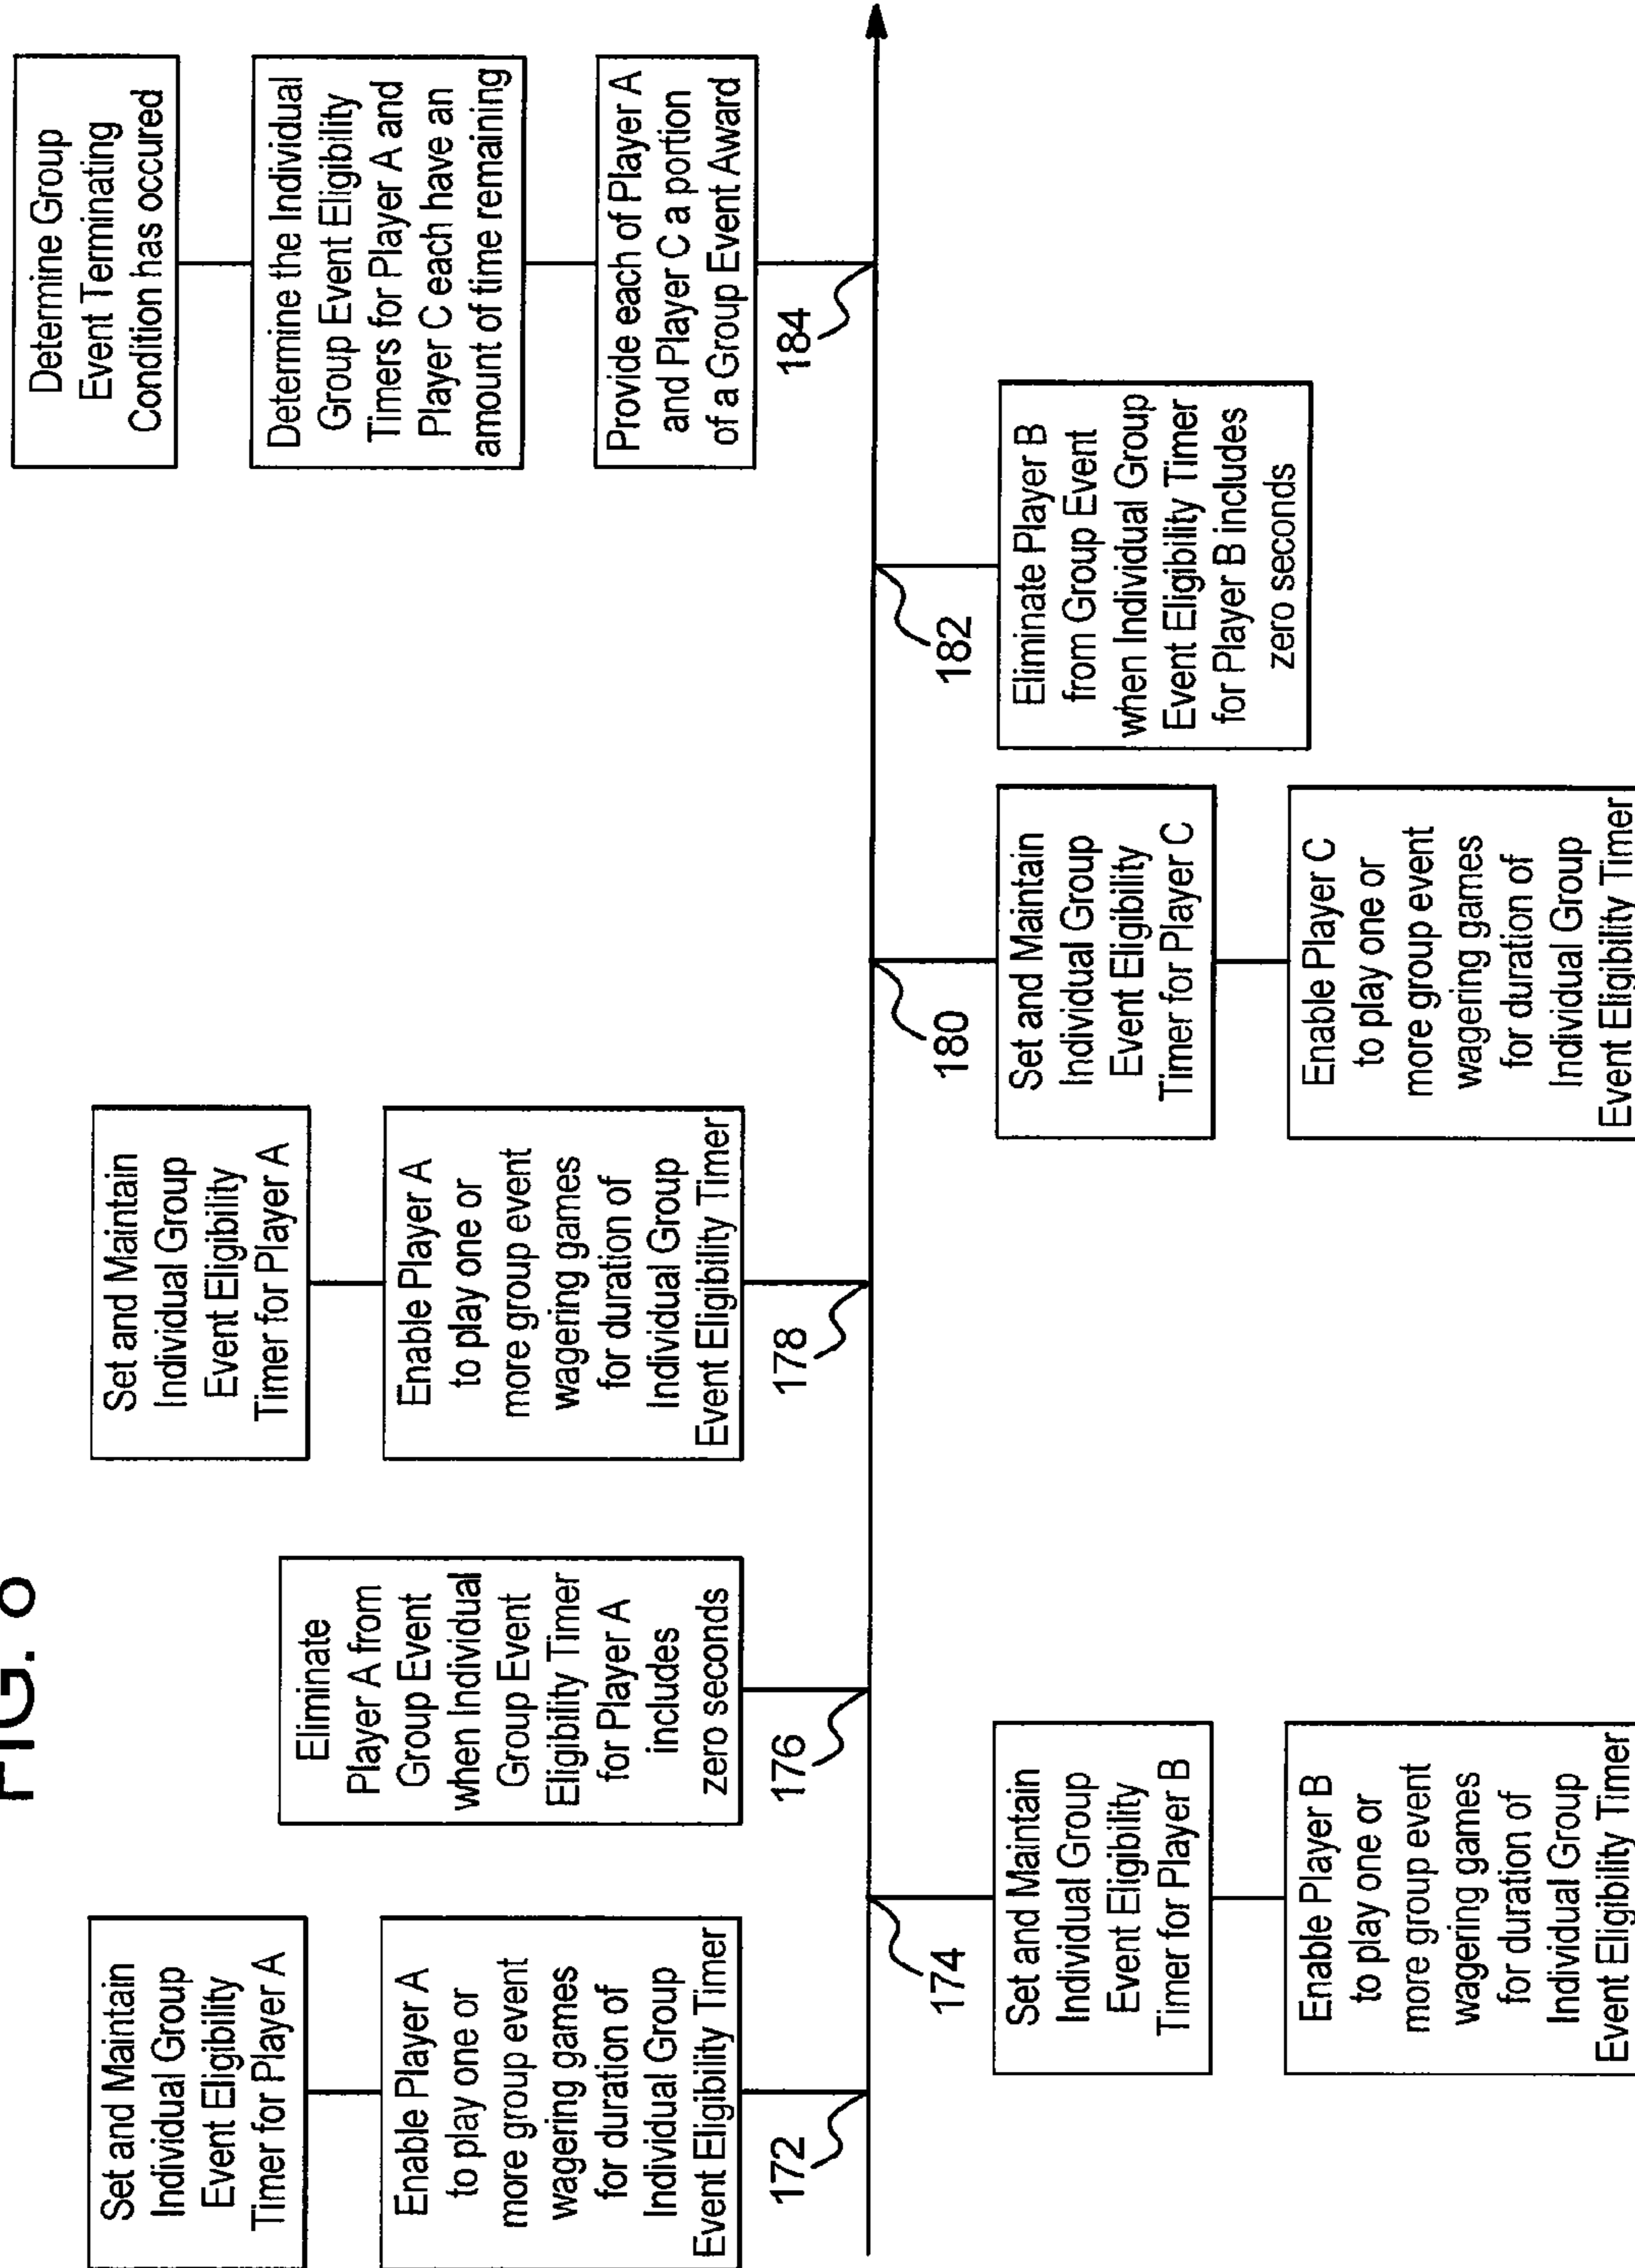 FIG. 8
Set and Maintain
Individual Group
Event Eligibility
Timer for Player A
Enable Player A
to play one or
more group event
wagering games
for duration of
Individual Group
Event Eligibility Timer
172
Set and Maintain
Individual Group
Event Eligibility
Timer for Player B
Enable Player B
to play one or
more group event
wagering games
for duration of
Individual Group
Event Eligibility Timer
174
Eliminate
Player A from
Group Event
when Individual
Group Event
Eligibility Timer
for Player A
includes
zero seconds
176
Set and Maintain
Individual Group
Event Eligibility
Timer for Player A
Enable Player A
to play one or
more group event
wagering games
for duration of
Individual Group
Event Eligibility Timer
178
Set and Maintain
Individual Group
Event Eligibility
Timer for Player C
Enable Player C
to play one or
more group event
wagering games
for duration of
Individual Group
Event Eligibility Timer
180
Eliminate Player B
from Group Event
when Individual Group
Event Eligibility Timer
for Player B includes
zero seconds
182
Determine Group
Event Terminating
Condition has occured
Determine the Individual
Group Event Eligibility
Timers for Player A and
Player C each have an
amount of time remaining
Provide each of Player A
and Player C a portion
of a Group Event Award
184